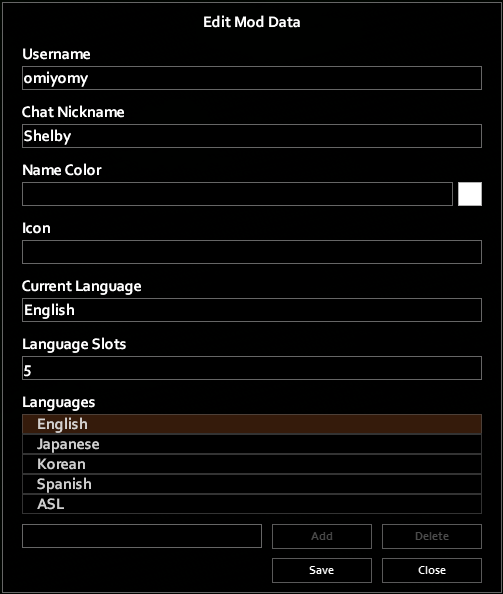 Edit Mod Data
Username
omiyomy
Chat Nickname
Shelby
Name Color
Icon
Current Language
English
Language Slots
5
Languages
English
Japanese
Korean
Spanish
ASL
Add Delete
Save Close